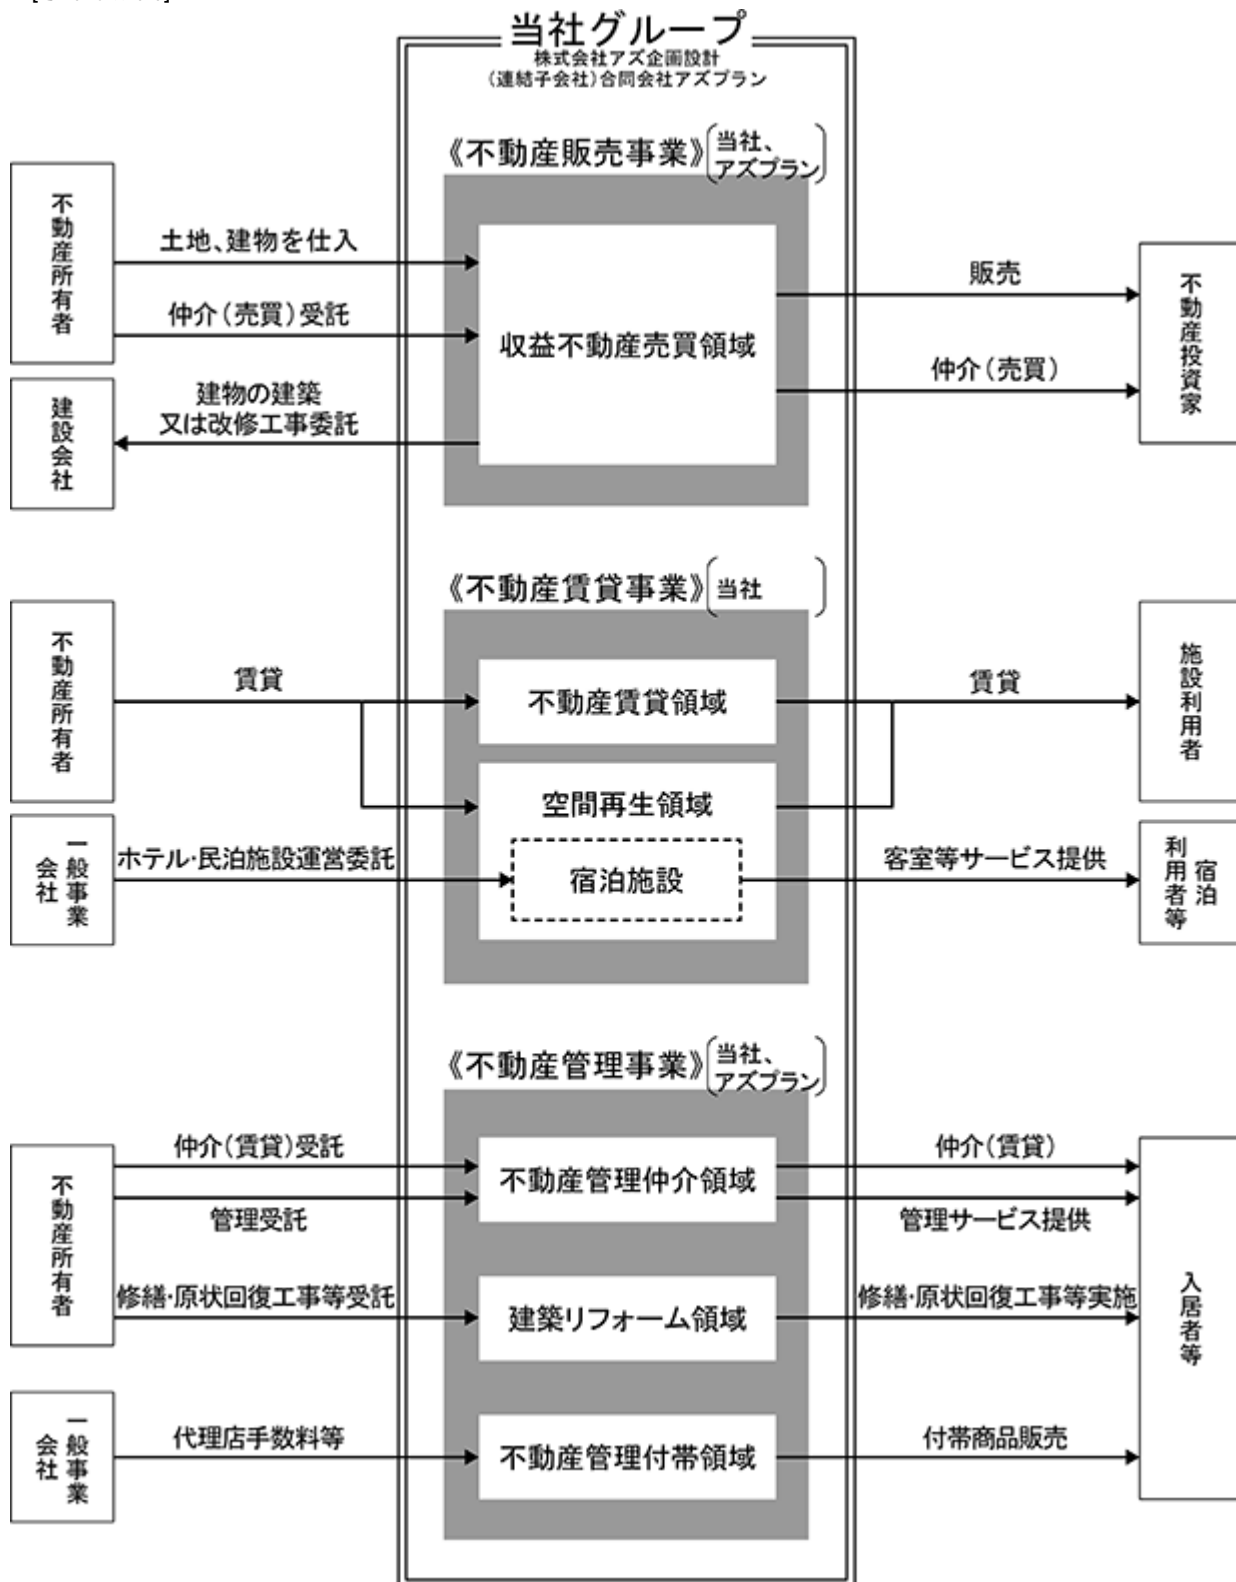 当社グループ
株式会社アズ企画設計
(連結子会社)合同会社アズプラン
《不動産販売事業》
当社、
アズプラン
不動産所有者
土地、建物を仕入
仲介(売買)受託
建設会社
建物の建築
又は改修工事委託
収益不動産売買領域
販売
仲介(売買)
不動産投資家
《不動産賃貸事業》
当社
不動産所有者
賃貸
不動産賃貸領域
賃貸
施設利用者
空間再生領域
一般事業
会社
ホテル・民泊施設運営委託
宿泊施設
客室等サービス提供
宿泊
利用者等
《不動産管理事業》
当社、
アズプラン
不動産所有者
仲介(賃貸)受託
管理受託
不動産管理仲介領域
仲介(賃貸)
管理サービス提供
修繕・原状回復工事等受託
建築リフォーム領域
修繕・原状回復工事等実施
入居者等
一般事業
会社
代理店手数料等
不動産管理付帯領域
付帯商品販売